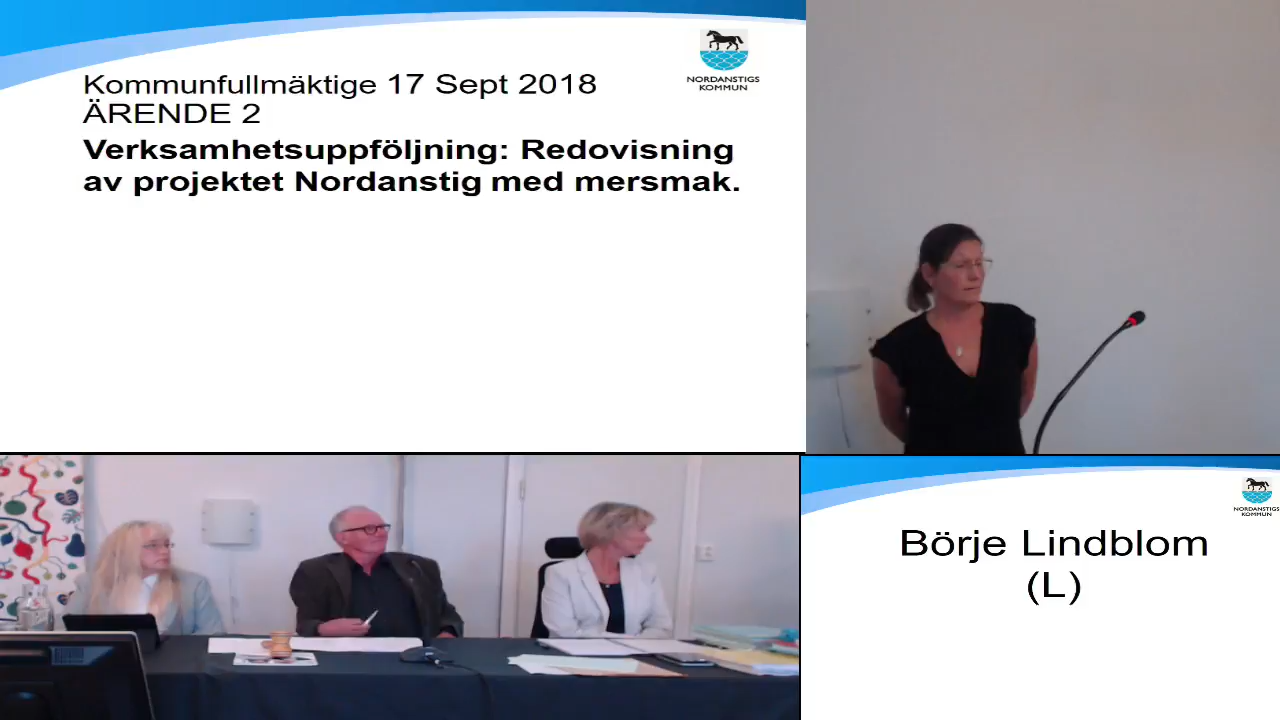 Kommunfullmäktige 17 Sept 2018
ÄRENDE 2
Verksamhetsuppföljning: Redovisning
av projektet Nordanstig med mersmak.
NORDANSTIGS
KOMMUN
NORDANSTIGS
KOMMUN
Börje Lindblom
(L)